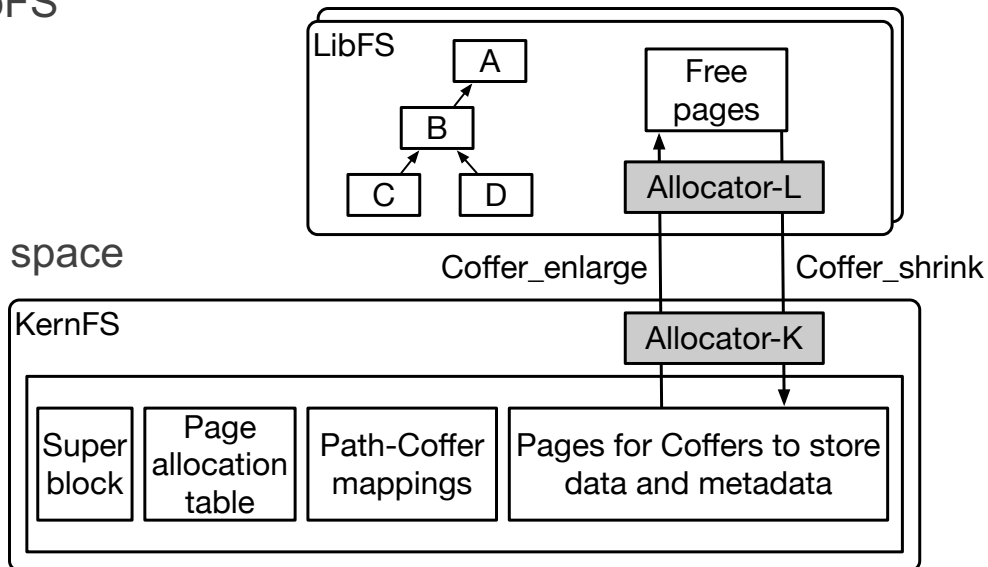 FS
LibFS
A
Free
pages
B
C
D
Allocator-L
space
Coffer_enlarge
Coffer_shrink
KernFS
Allocator-K
Super
block
Page
allocation
table
Path-Coffer
mappings
Pages for Coffers to store
data and metadata